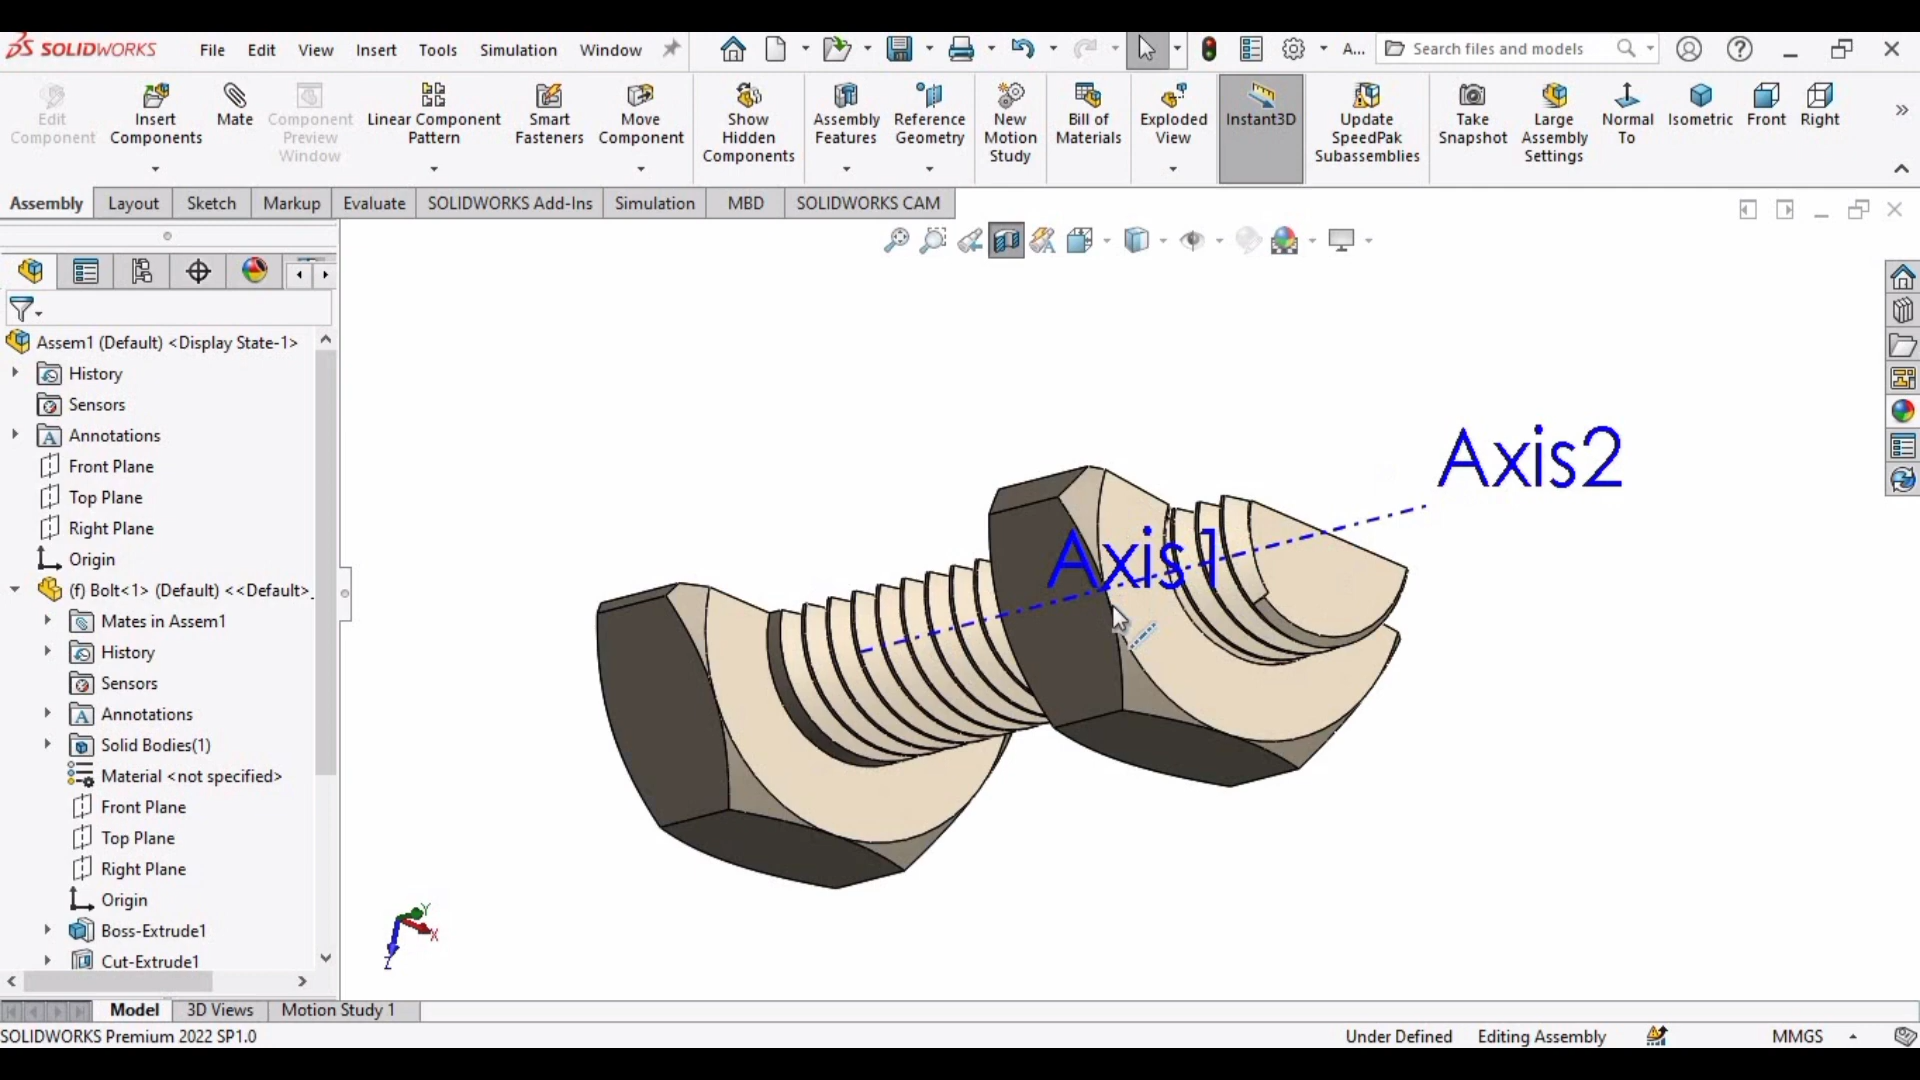 SOLIDWORKS File Edit View Insert Tools Simulation Window A... Search files and models
Edit Component
Insert Components
Mate
Component Preview Window
Linear Component Pattern
Smart Fasteners
Move Component
Show Hidden Components
Assembly Features
Reference Geometry
New Motion Study
Bill of Materials
Exploded View
Instant3D
Update SpeedPak Subassemblies
Take Snapshot
Large Assembly Settings
Normal To
Isometric
Front
Right
Assembly Layout Sketch Markup Evaluate SOLIDWORKS Add-Ins Simulation MBD SOLIDWORKS CAM
Assem1 (Default) <Display State-1>
History
Sensors
Annotations
Front Plane
Top Plane
Right Plane
Origin
(f) Bolt<1> (Default) <<Default>_
Mates in Assem1
History
Sensors
Annotations
Solid Bodies(1)
Material <not specified>
Front Plane
Top Plane
Right Plane
Origin
Boss-Extrude1
Cut-Extrude1
Axis2
Axis1
Y
X
Z
Model 3D Views Motion Study 1
SOLIDWORKS Premium 2022 SP1.0 Under Defined Editing Assembly MMGS